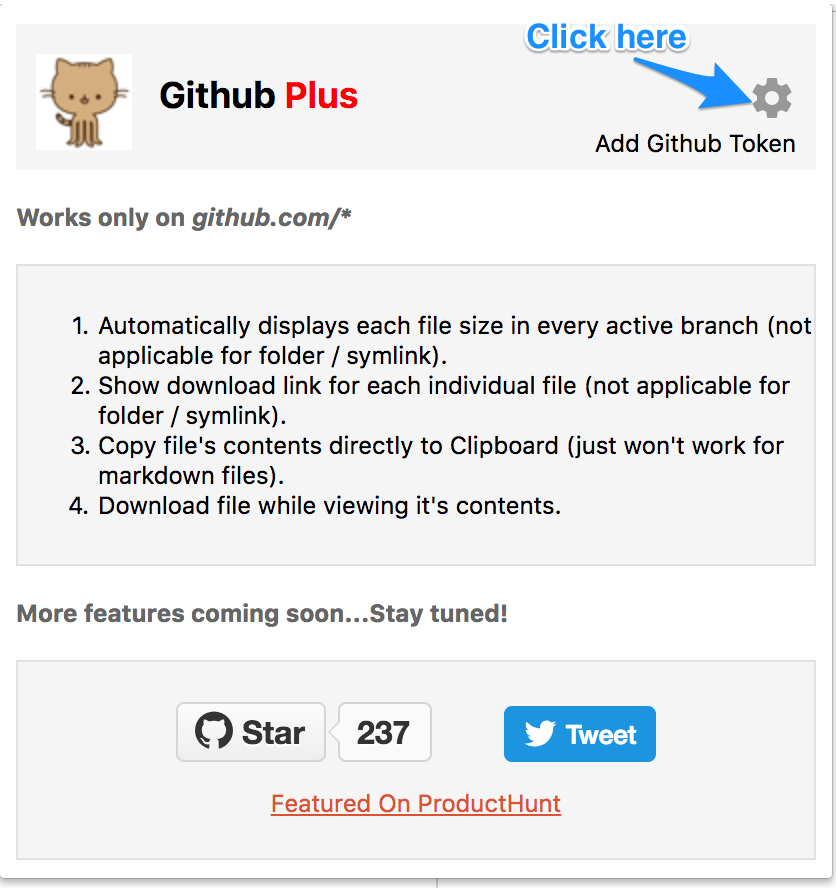 Click here
Github Plus
Add Github Token
Works only on github.com/*
1. Automatically displays each file size in every active branch (not
applicable for folder / symlink).
2. Show download link for each individual file (not applicable for
folder / symlink).
3. Copy file's contents directly to Clipboard (just won't work for
markdown files).
4. Download file while viewing it's contents.
More features coming soon...Stay tuned!
Star 237 Tweet
Featured On ProductHunt